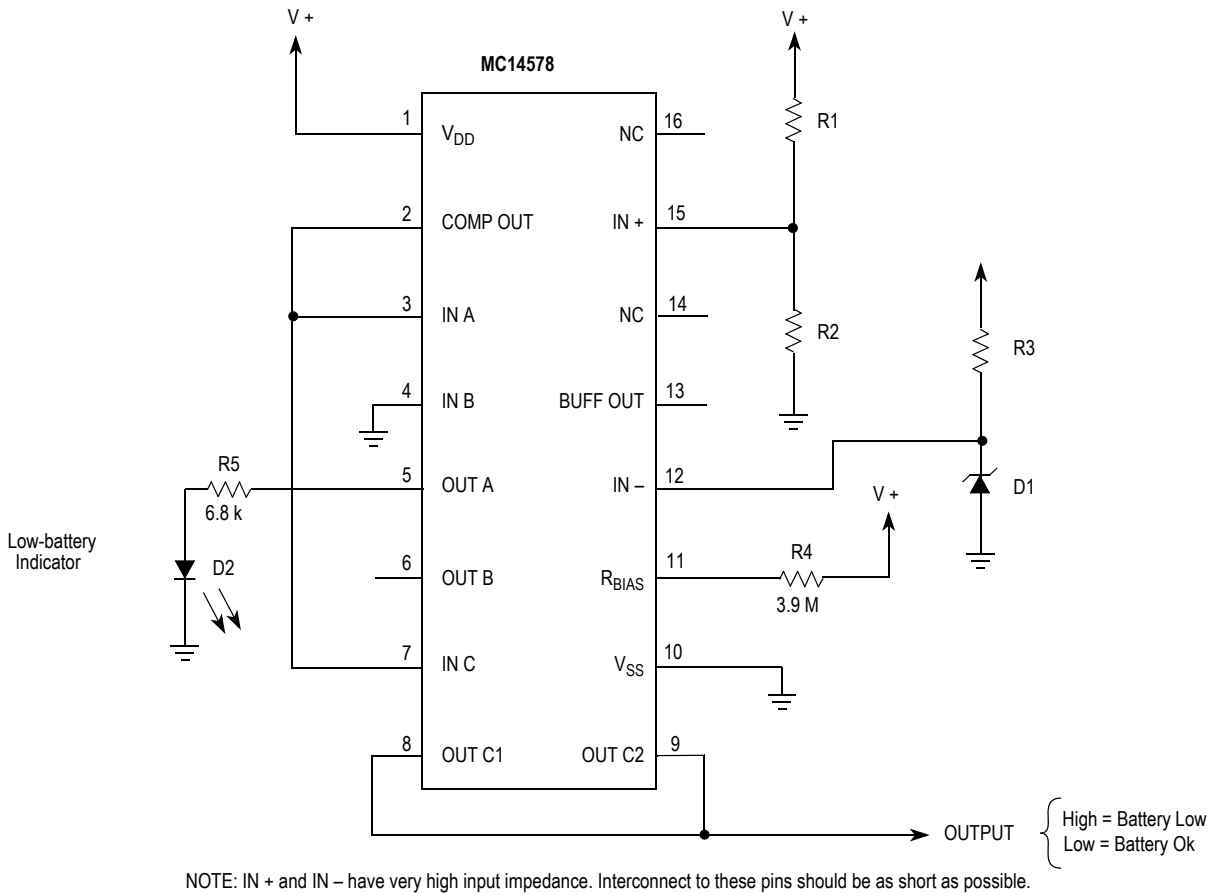 V +
V +
MC14578
1
VDD
NC
16
R1
2
COMP OUT
IN +
15
3
IN A
NC
14
R2
R3
4
IN B
BUFF OUT
13
R5
6.8 k
5
OUT A
IN –
12
D1
V +
Low-battery
Indicator
D2
6
OUT B
RBIAS
11
R4
3.9 M
7
IN C
VSS
10
8
OUT C1
OUT C2
9
OUTPUT
High = Battery Low
Low = Battery Ok
NOTE: IN + and IN – have very high input impedance. Interconnect to these pins should be as short as possible.